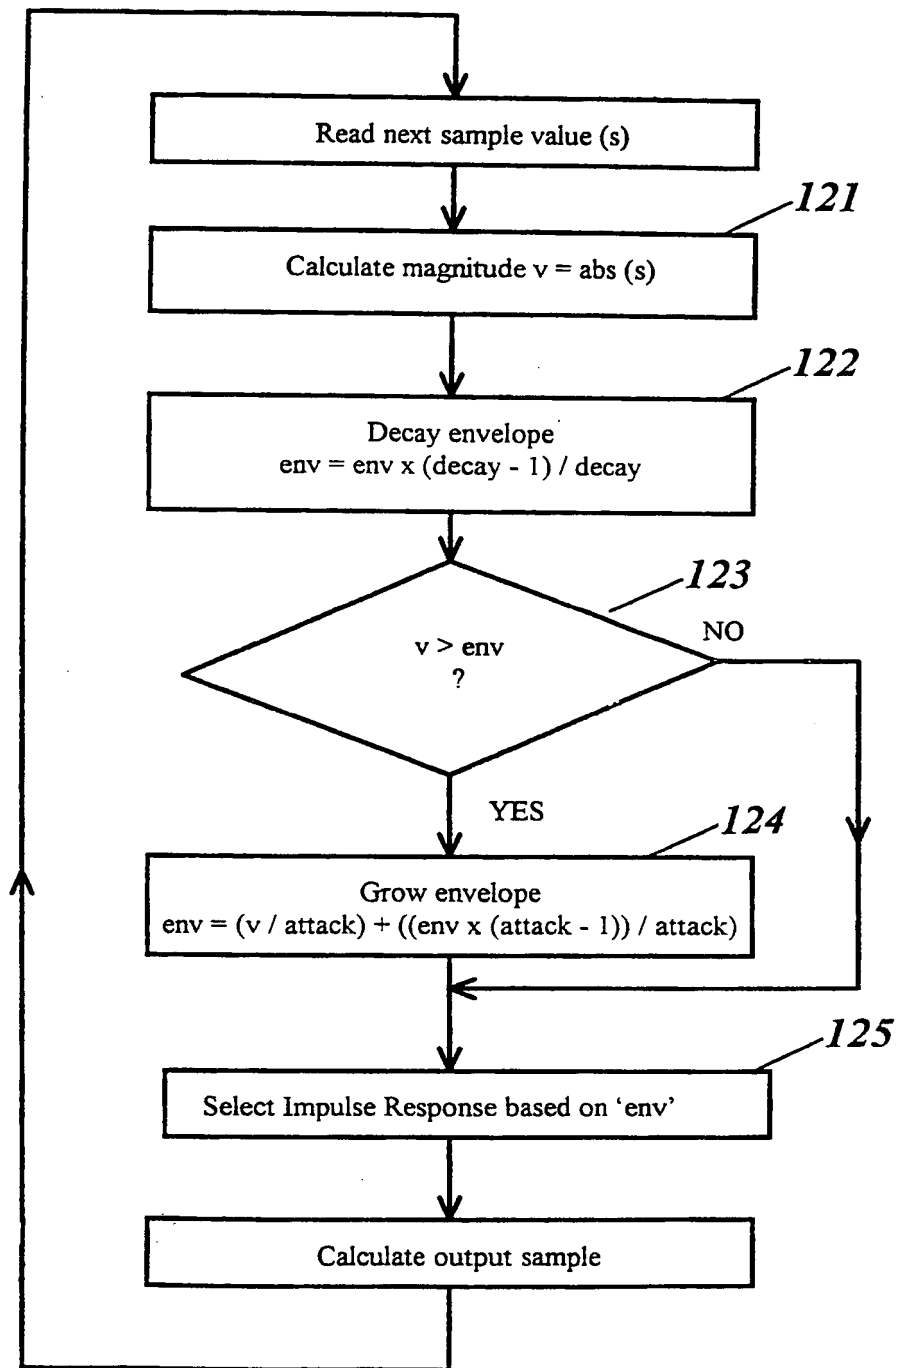 Read next sample value (s)
121
Calculate magnitude v = abs (s)
122
Decay envelope
env = env x (decay - 1) / decay
123
NO
v > env
?
YES
124
Grow envelope
env = (v / attack) + ((env x (attack - 1)) / attack)
125
Select Impulse Response based on ‘env’
Calculate output sample